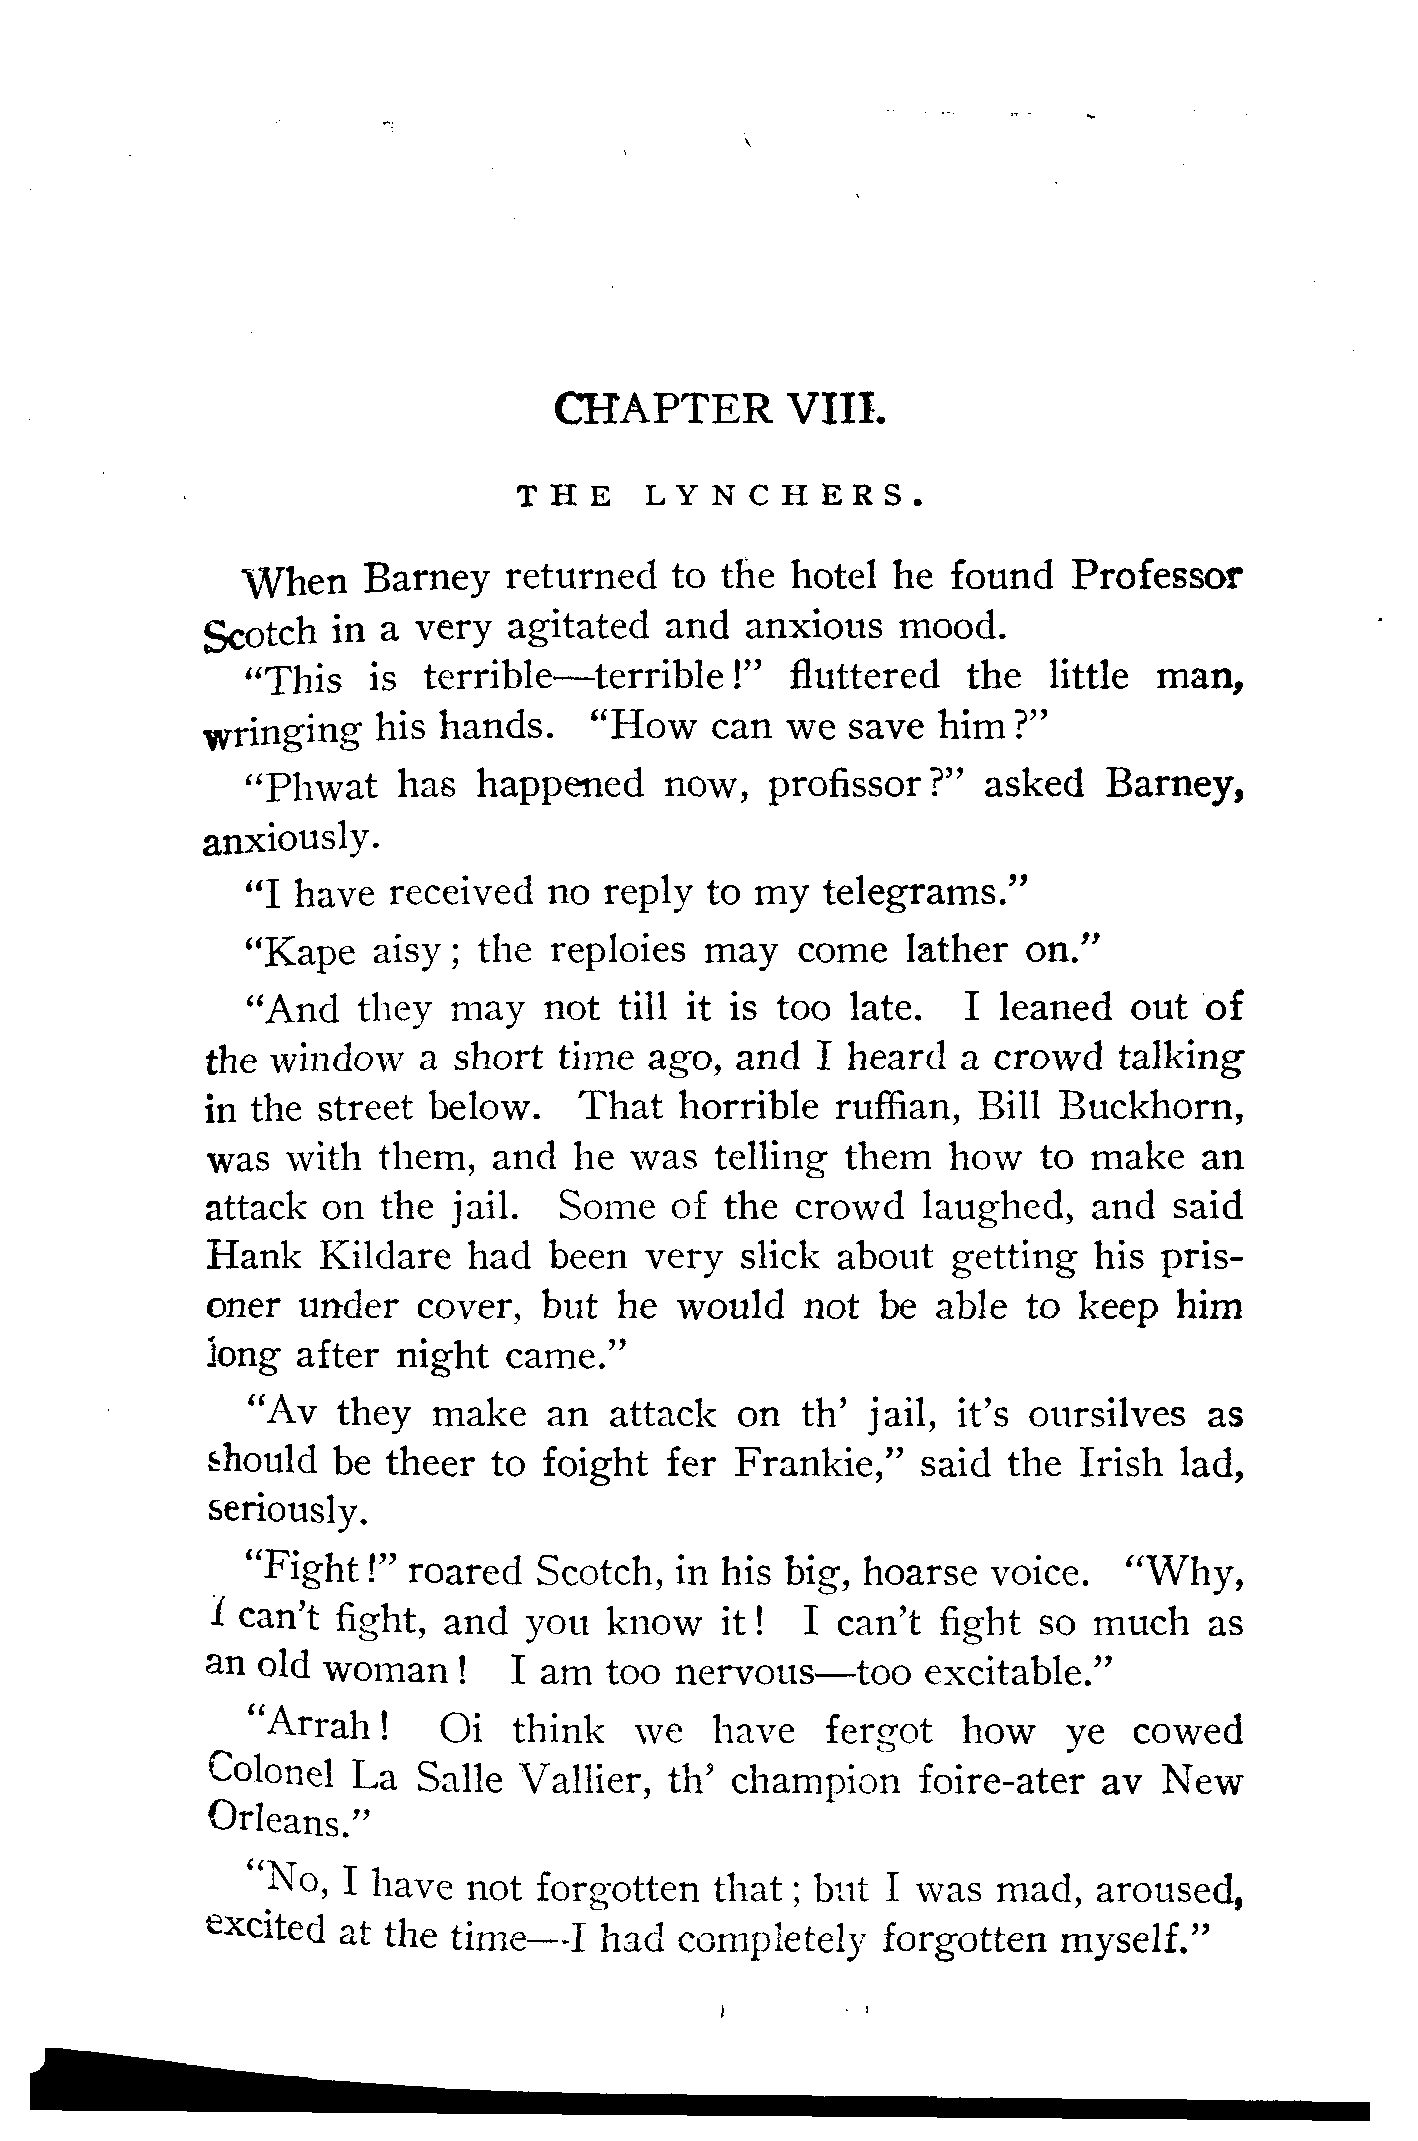 CHAPTER VIII.
THE LYNCHERS.
When Barney returned to the hotel he found Professor
Scotch in a very agitated and anxious mood.
“This is terrible—terrible!” fluttered the little man,
wringing his hands. “How can we save him?”
“Phwat has happened now, profissor?” asked Barney,
anxiously.
“I have received no reply to my telegrams.”
“Kape aisy; the reploies may come lather on.”
“And they may not till it is too late. I leaned out of
the window a short time ago, and I heard a crowd talking
in the street below. That horrible ruffian, Bill Buckhorn,
was with them, and he was telling them how to make an
attack on the jail. Some of the crowd laughed, and said
Hank Kildare had been very slick about getting his pris-
oner under cover, but he would not be able to keep him
long after night came.”
“Av they make an attack on th’ jail, it’s oursilves as
should be theer to foight fer Frankie,” said the Irish lad,
seriously.
“Fight!” roared Scotch, in his big, hoarse voice. “Why,
I can’t fight, and you know it! I can’t fight so much as
an old woman! I am too nervous—too excitable.”
“Arrah! Oi think we have fergot how ye cowed
Colonel La Salle Vallier, th’ champion foire-ater av New
Orleans.”
“No, I have not forgotten that; but I was mad, aroused,
excited at the time—I had completely forgotten myself.”